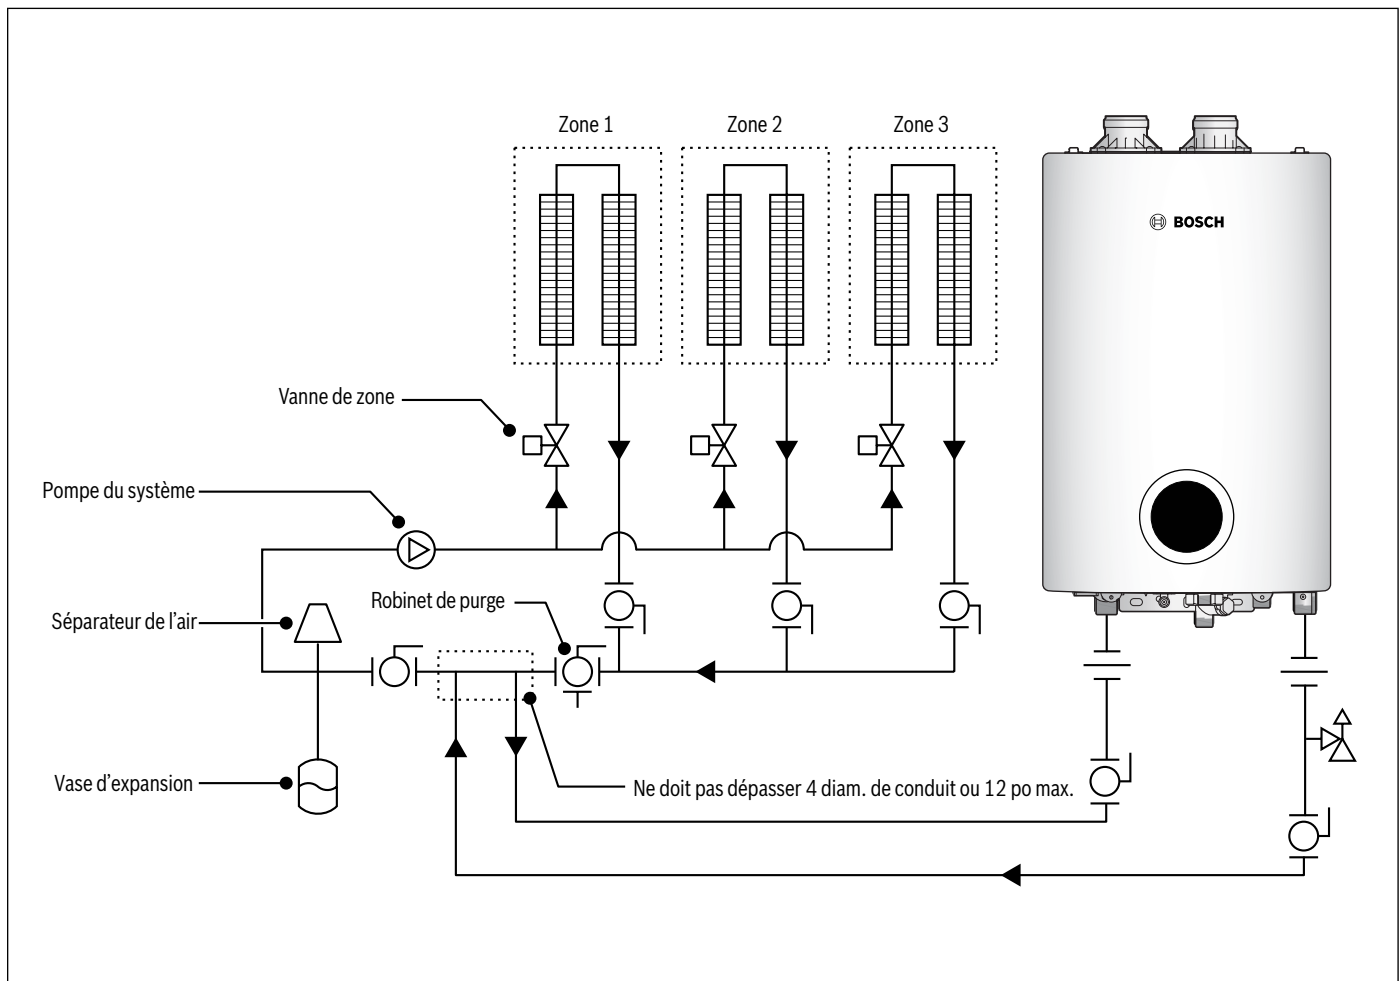 Zone 1
Zone 2
Zone 3
BOSCH
Vanne de zone
Pompe du système
Robinet de purge
Séparateur de l'air
Vase d'expansion
Ne doit pas dépasser 4 diam. de conduit ou 12 po max.